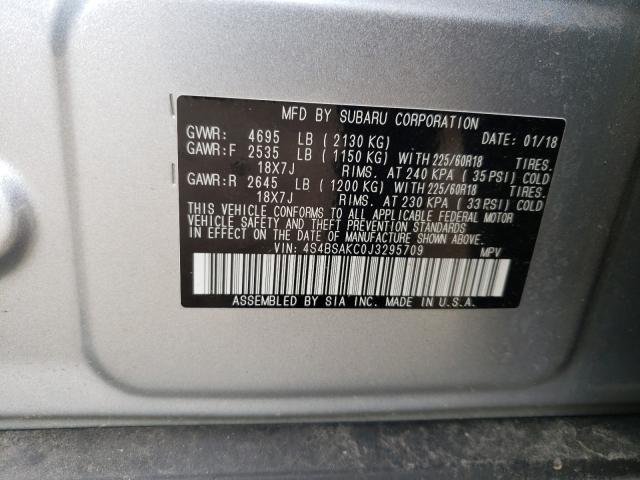 MFD BY SUBARU CORPORATION
GVWR: 4695 LB ( 2130 KG) DATE: 01/18
GAWR:F 2535 LB ( 1150 KG) WITH 225/60R18 TIRES.
18X7J RIMS. AT 240 KPA ( 35 PSI) COLD
GAWR:R 2645 LB ( 1200 KG) WITH 225/60R18 TIRES.
18X7J RIMS. AT 230 KPA ( 33 PSI) COLD
THIS VEHICLE CONFORMS TO ALL APPLICABLE FEDERAL MOTOR
VEHICLE SAFETY AND THEFT PREVENTION STANDARDS
IN EFFECT ON THE DATE OF MANUFACTURE SHOWN ABOVE.
VIN: 4S4BSAKC0J3295709 MPV
ASSEMBLED BY SIA INC. MADE IN U.S.A.